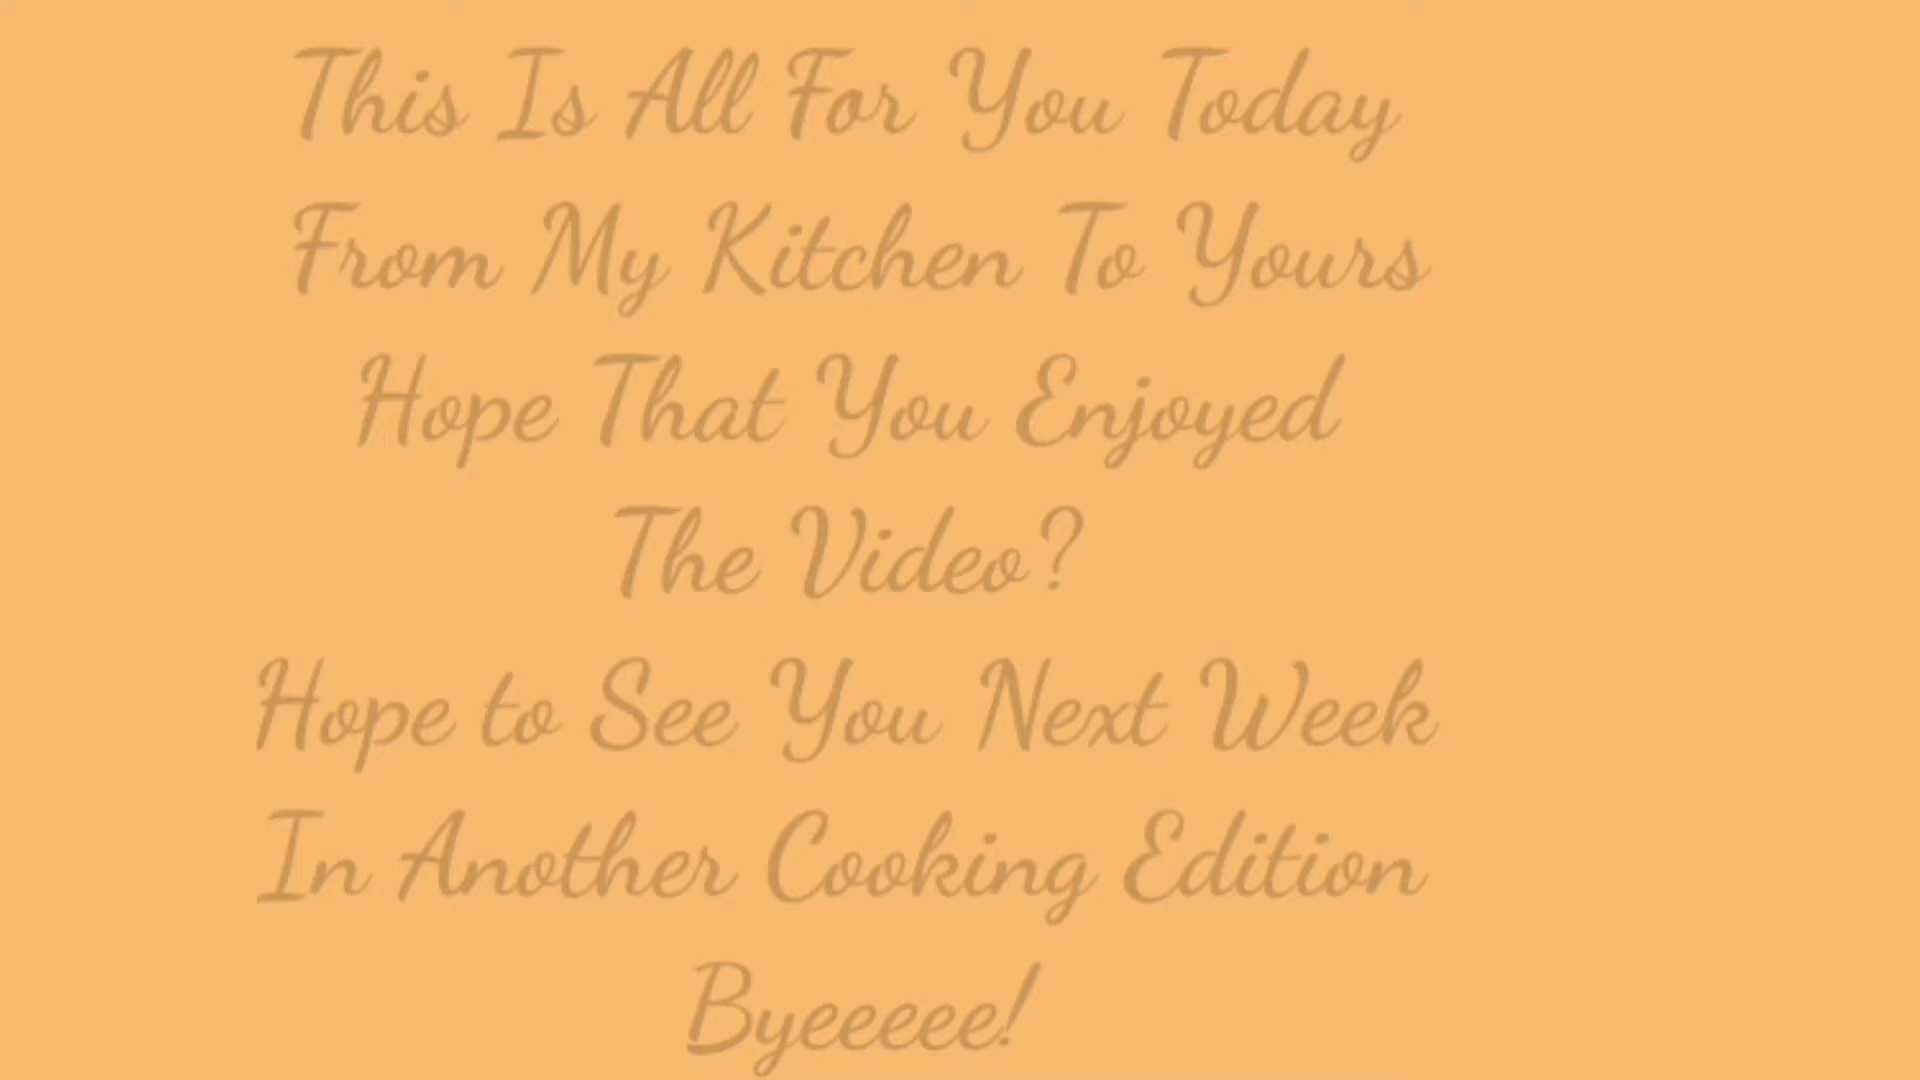 This Is All For You Today
From My Kitchen To Yours
Hope That You Enjoyed
The Video?
Hope to See You Next Week
In Another Cooking Edition
Byeeeee!